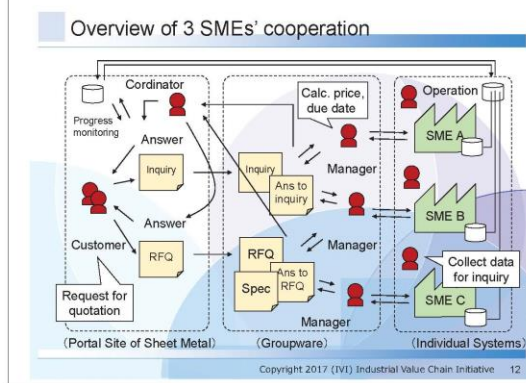 Overview of 3 SMEs' cooperation
Cordinator
Progress
monitoring
Answer
Inquiry
Answer
Customer
RFQ
Request for
quotation
(Portal Site of Sheet Metal)
Calc. price,
due date
Inquiry
Ans to
inquiry
Manager
RFQ
Spec
Ans to
RFQ
Manager
Manager
(Groupware)
Operation
SME A
SME B
Collect data
for inquiry
SME C
(Individual Systems)
Copyright 2017 (IVI) Industrial Value Chain Initiative 12